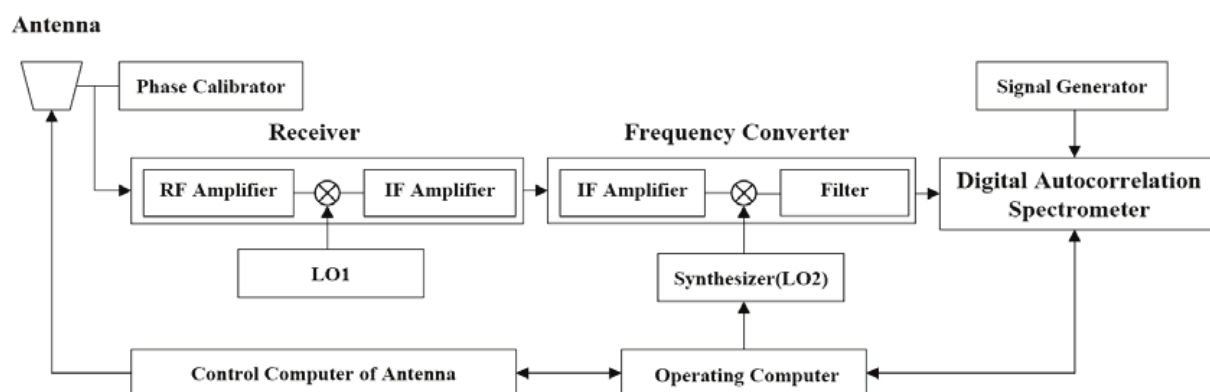 Antenna
Phase Calibrator
Signal Generator
Receiver
Frequency Converter
RF Amplifier
IF Amplifier
IF Amplifier
Filter
Digital Autocorrelation
Spectrometer
LO1
Synthesizer(LO2)
Control Computer of Antenna
Operating Computer